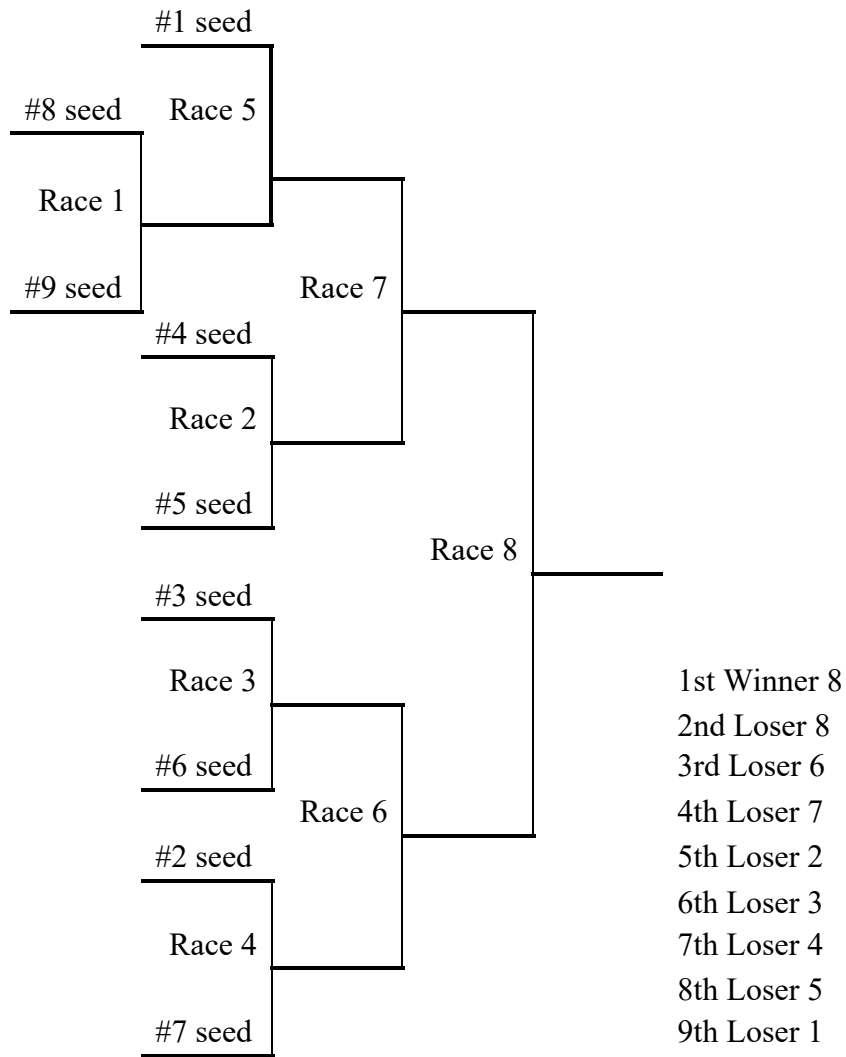 #1 seed
#8 seed
Race 5
Race 1
#9 seed
Race 7
#4 seed
Race 2
#5 seed
Race 8
#3 seed
Race 3
#6 seed
Race 6
#2 seed
Race 4
#7 seed
1st Winner 8
2nd Loser 8
3rd Loser 6
4th Loser 7
5th Loser 2
6th Loser 3
7th Loser 4
8th Loser 5
9th Loser 1